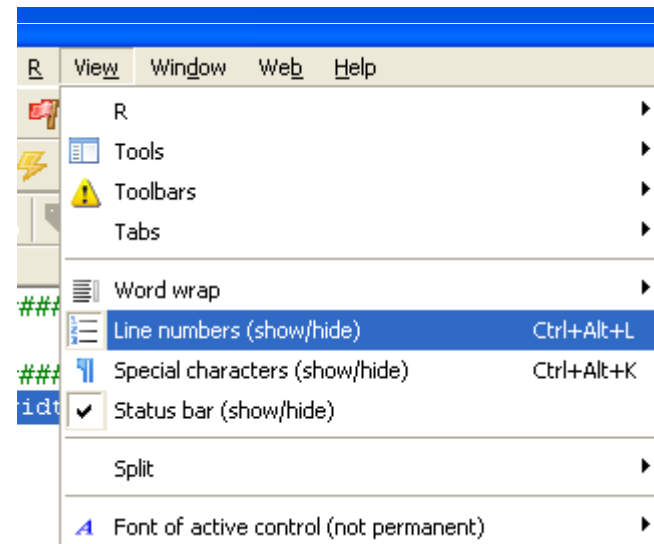 R View Window Web Help
R
Tools
Toolbars
Tabs
Word wrap
####
Line numbers (show/hide) Ctrl+Alt+L
Special characters (show/hide) Ctrl+Alt+K
####
Status bar (show/hide)
Split
Font of active control (not permanent)